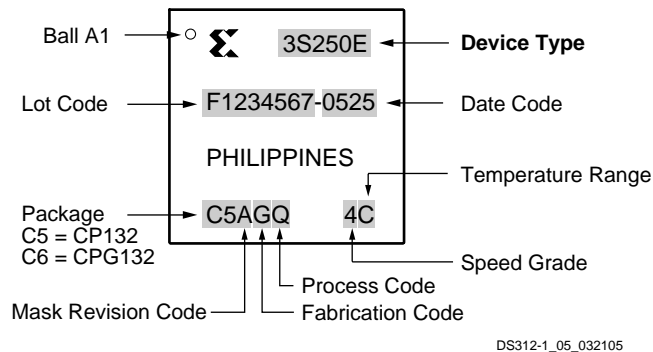 Ball A1
3S250E
Device Type
Lot Code
F1234567-0525
Date Code
PHILIPPINES
Temperature Range
Package
C5 = CP132
C6 = CPG132
C5AGQ
4C
Speed Grade
Process Code
Mask Revision Code
Fabrication Code
DS312-1_05_032105